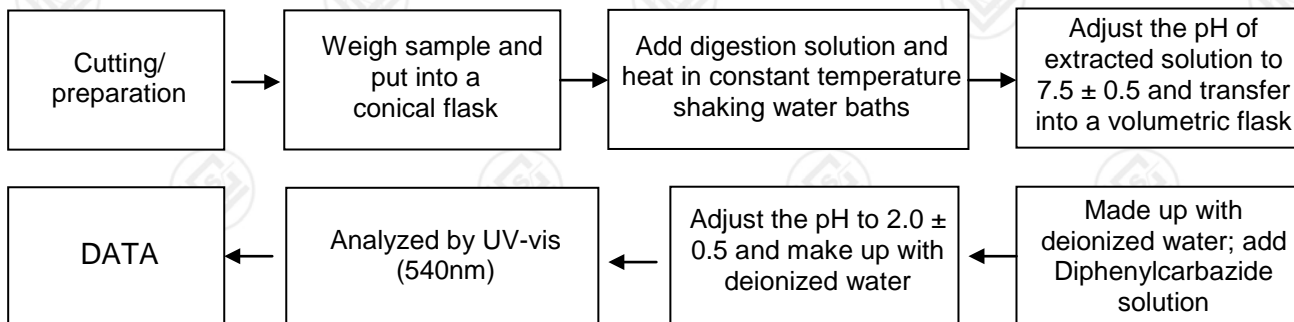 Cutting/
preparation
Weigh sample and
put into a
conical flask
Add digestion solution and
heat in constant temperature
shaking water baths
Adjust the pH of
extracted solution to
7.5 ± 0.5 and transfer
into a volumetric flask
Made up with
deionized water; add
Diphenylcarbazide
solution
Adjust the pH to 2.0 ±
0.5 and make up with
deionized water
Analyzed by UV-vis
(540nm)
DATA